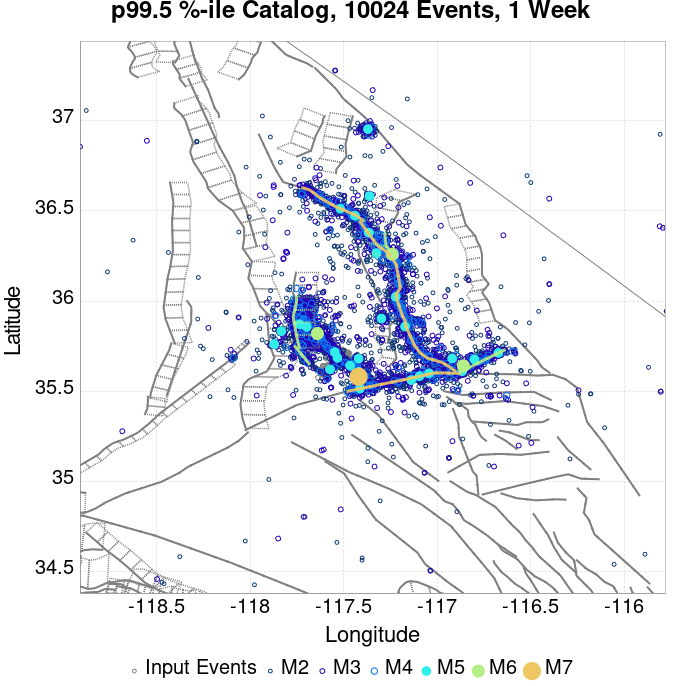 p99.5 %-ile Catalog, 10024 Events, 1 Week
37
36.5
36
35.5
35
34.5
Latitude
-118.5 -118 -117.5 -117 -116.5 -116
Longitude
Input Events M2 M3 M4 M5 M6 M7